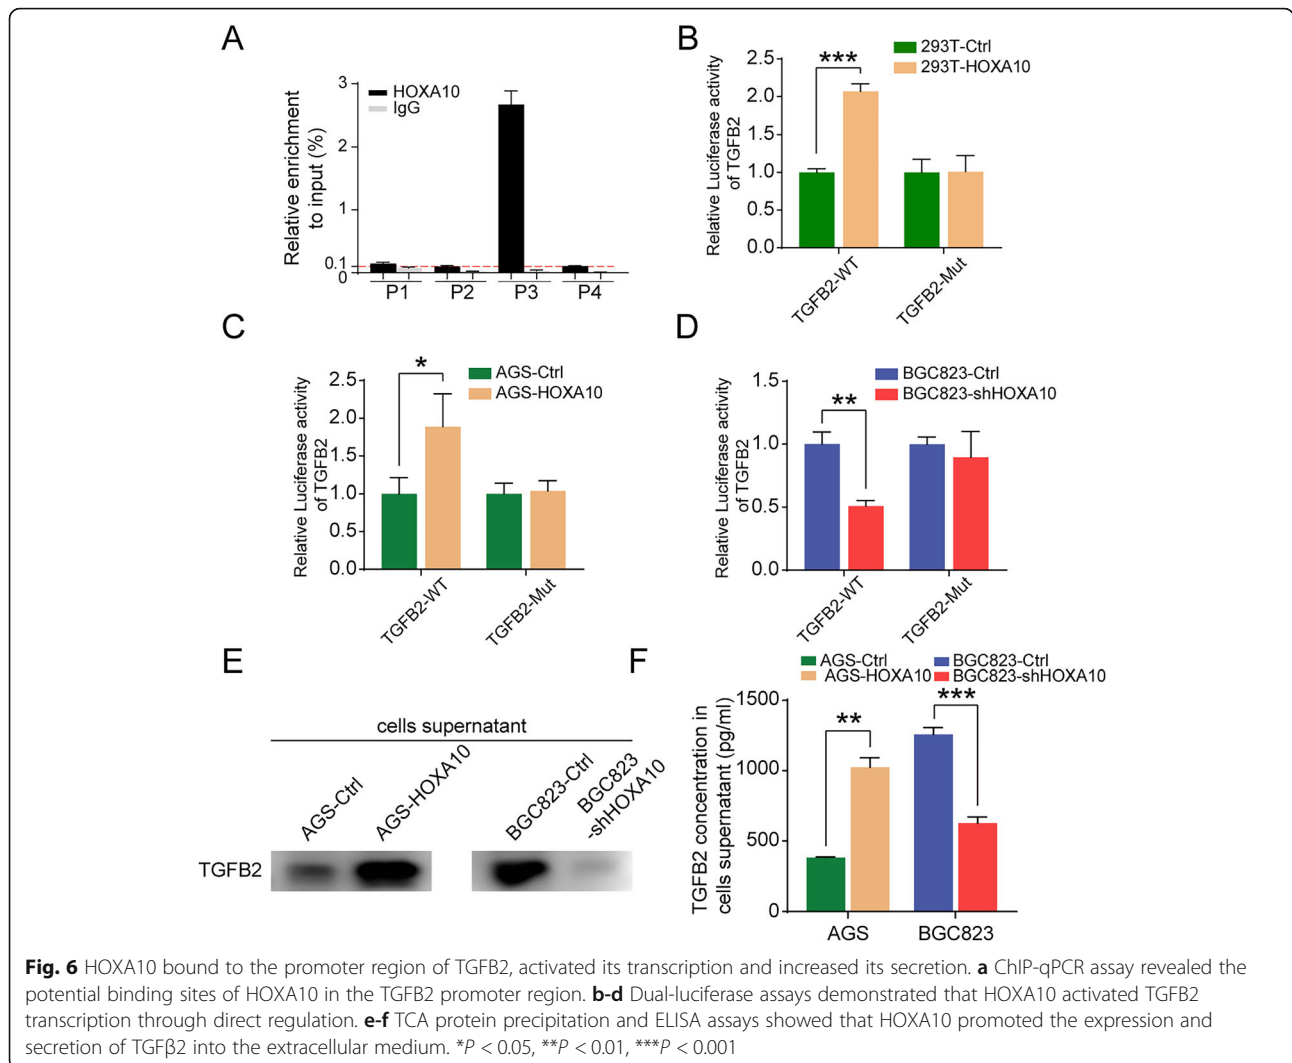 A
Relative enrichment
to input (%)
HOXA10
IgG
3
2
1
0.1
0
P1 P2 P3 P4
B
Relative Luciferase activity
of TGFB2
293T-Ctrl
293T-HOXA10
***
2.5
2.0
1.5
1.0
0.5
0.0
TGFB2-WT
TGFB2-Mut
C
Relative Luciferase activity
of TGFB2
AGS-Ctrl
AGS-HOXA10
*
2.5
2.0
1.5
1.0
0.5
0.0
TGFB2-WT
TGFB2-Mut
D
Relative Luciferase activity
of TGFB2
BGC823-Ctrl
BGC823-shHOXA10
**
1.5
1.0
0.5
0.0
TGFB2-WT
TGFB2-Mut
E
cells supernatant
AGS-Ctrl
AGS-HOXA10
BGC823-Ctrl
BGC823
-shHOXA10
TGFB2
F
TGFB2 concentration in
cells supernatant (pg/ml)
AGS-Ctrl
BGC823-Ctrl
AGS-HOXA10
BGC823-shHOXA10
**
***
1500
1000
500
0
AGS BGC823
Fig. 6 HOXA10 bound to the promoter region of TGFB2, activated its transcription and increased its secretion. a ChIP-qPCR assay revealed the
potential binding sites of HOXA10 in the TGFB2 promoter region. b-d Dual-luciferase assays demonstrated that HOXA10 activated TGFB2
transcription through direct regulation. e-f TCA protein precipitation and ELISA assays showed that HOXA10 promoted the expression and
secretion of TGFβ2 into the extracellular medium. *P < 0.05, **P < 0.01, ***P < 0.001